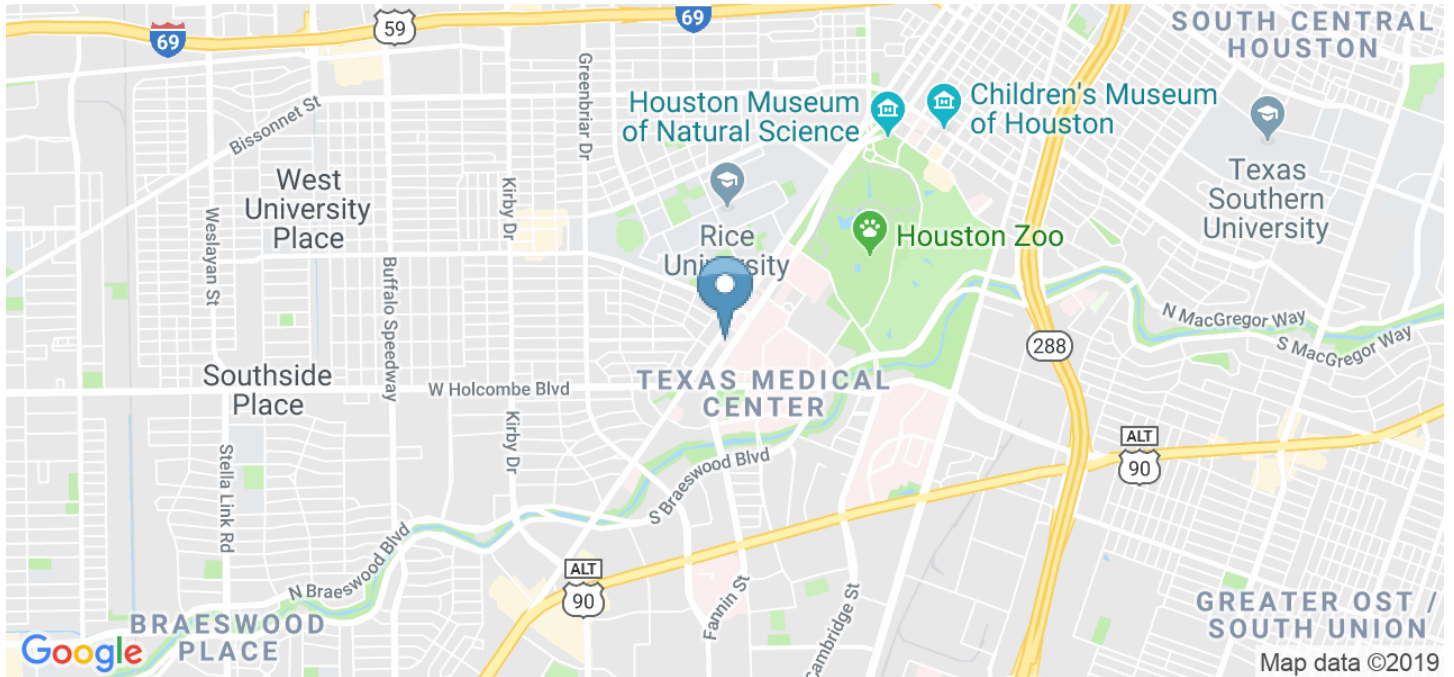 69
59
69
SOUTH CENTRAL
HOUSTON
Greenbriar Dr
Bissonnet St
Houston Museum
of Natural Science
Children's Museum
of Houston
West
University
Place
Kirby Dr
Weslayan St
Rice
University
Houston Zoo
Texas
Southern
University
Buffalo Speedway
N MacGregor Way
S MacGregor Way
288
Southside
Place
W Holcombe Blvd
TEXAS MEDICAL
CENTER
Kirby Dr
Stella Link Rd
S Braeswood Blvd
ALT
90
N Braeswood Blvd
ALT
90
Fannin St
Cambridge St
BRAESWOOD
PLACE
GREATER OST /
SOUTH UNION
Google
Map data ©2019